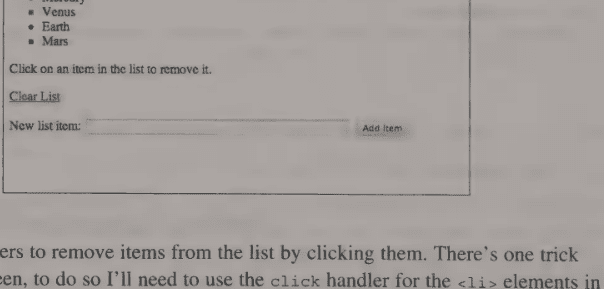 Mercury
Venus
Earth
Mars
Click on an item in the list to remove it.
Clear List
New list item:
Add Item
ers to remove items from the list by clicking them. There's one trick
een, to do so I'll need to use the click handler for the <li> elements in